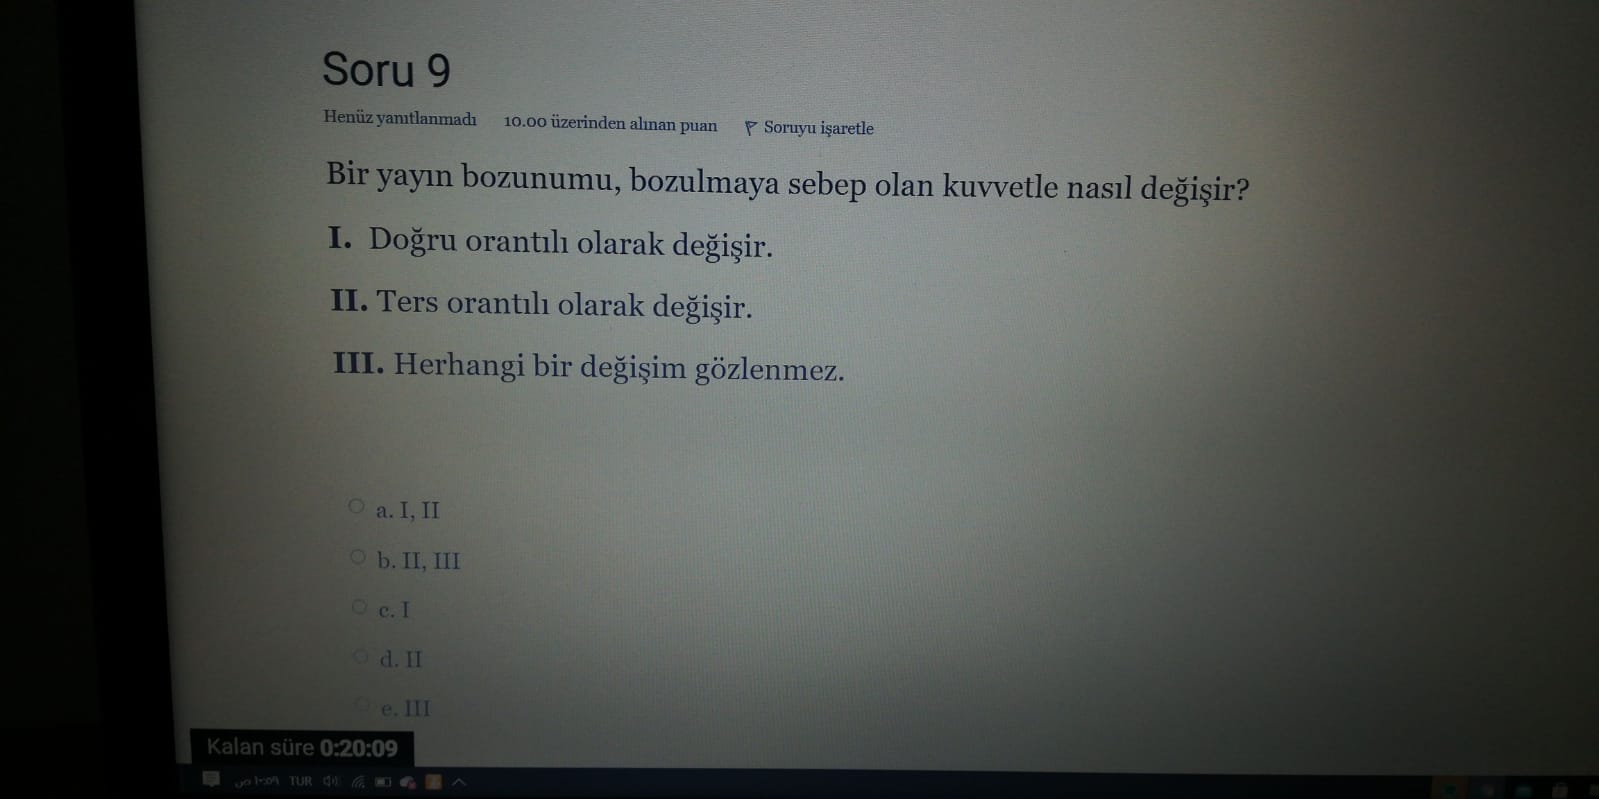 Soru 9
Henüz yanıtlanmadı 10.00 üzerinden alınan puan Soruyu işaretle
Bir yayın bozunumu, bozulmaya sebep olan kuvvetle nasıl değişir?
I. Doğru orantılı olarak değişir.
II. Ters orantılı olarak değişir.
III. Herhangi bir değişim gözlenmez.
a. I, II
b. II, III
c. I
d. II
e. III
Kalan süre 0:20:09
TUR